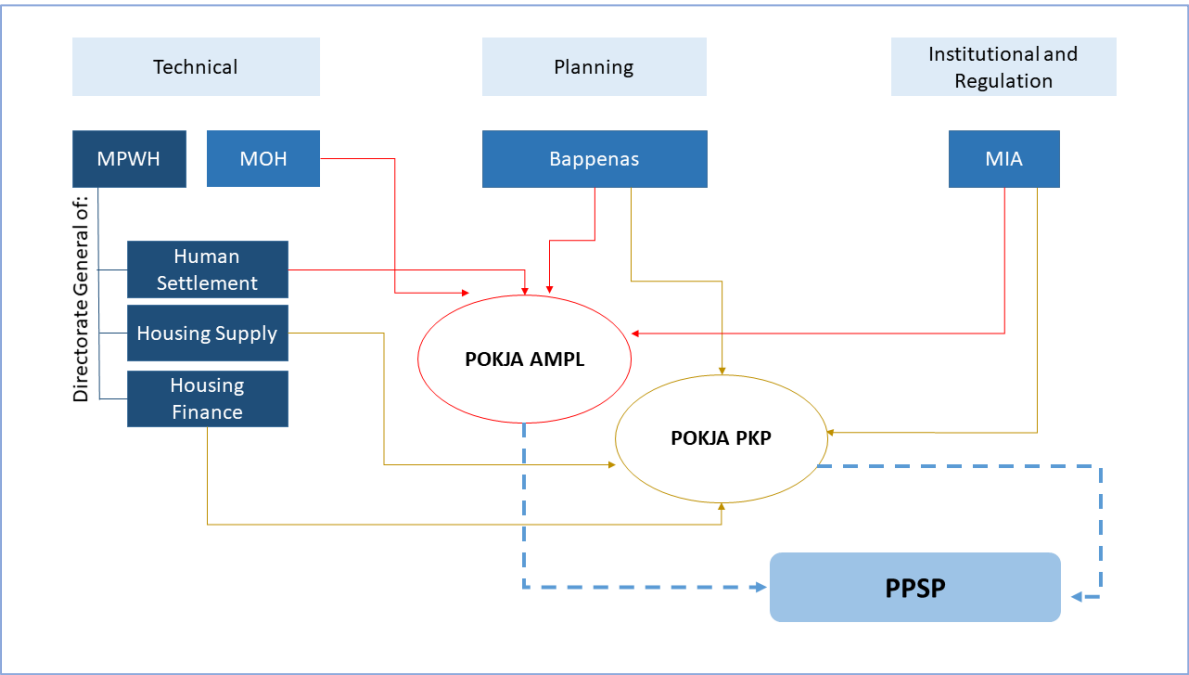 Technical
Planning
Institutional and
Regulation
MPWH
MOH
Bappenas
MIA
Directorate General of:
Human
Settlement
Housing Supply
Housing
Finance
POKJA AMPL
POKJA PKP
PPSP